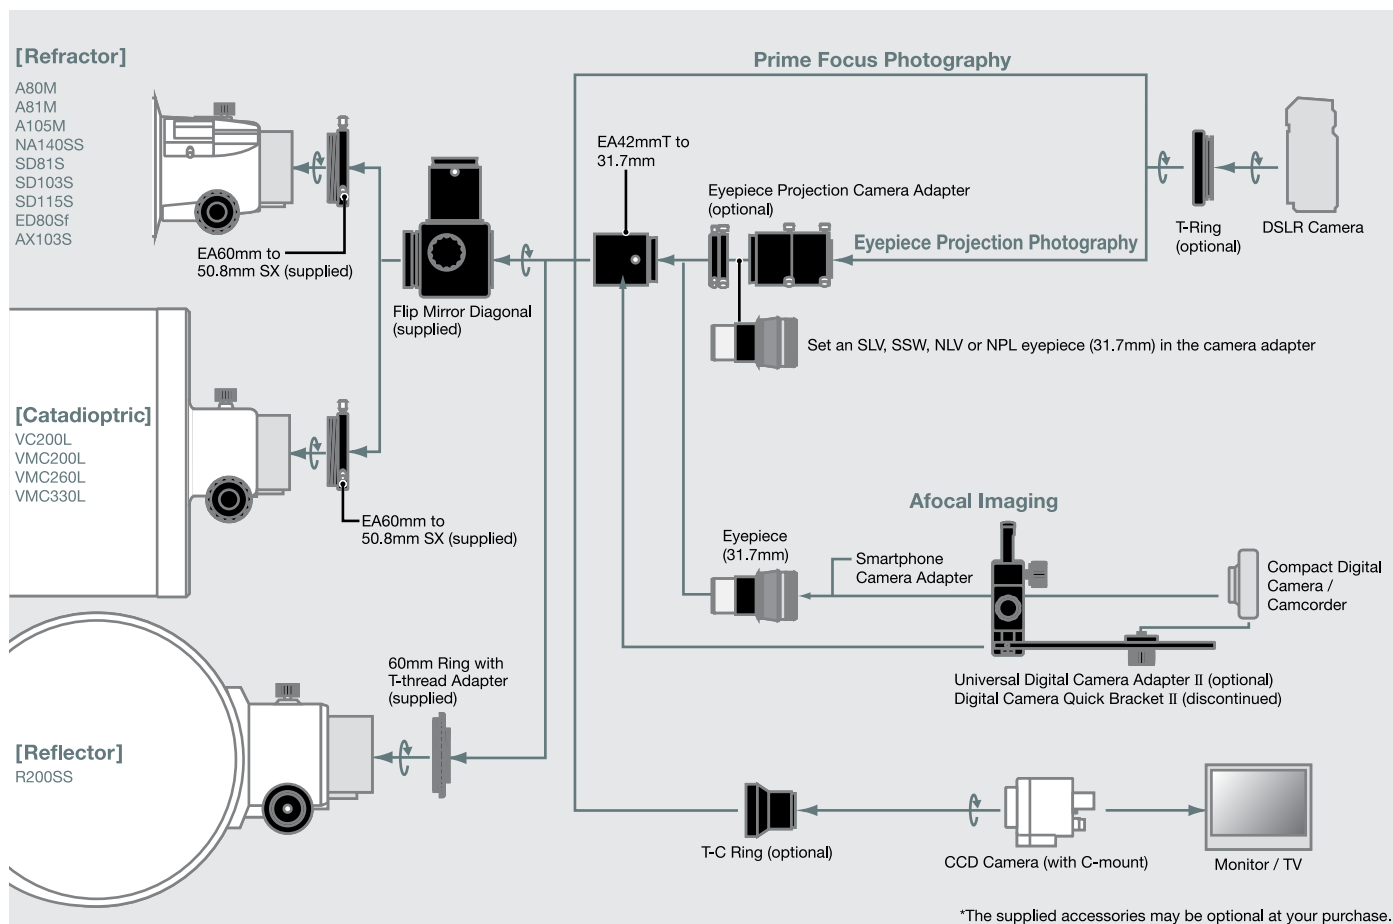 [Refractor]
A80M
A81M
A105M
NA140SS
SD81S
SD103S
SD115S
ED80Sf
AX103S
EA60mm to
50.8mm SX (supplied)
Flip Mirror Diagonal
(supplied)
Prime Focus Photography
EA42mmT to
31.7mm
Eyepiece Projection Camera Adapter
(optional)
Eyepiece Projection Photography
T-Ring
(optional)
DSLR Camera
Set an SLV, SSW, NLV or NPL eyepiece (31.7mm) in the camera adapter
[Catadioptric]
VC200L
VMC200L
VMC260L
VMC330L
EA60mm to
50.8mm SX (supplied)
Afocal Imaging
Eyepiece
(31.7mm)
Smartphone
Camera Adapter
Compact Digital
Camera /
Camcorder
Universal Digital Camera Adapter II (optional)
Digital Camera Quick Bracket II (discontinued)
60mm Ring with
T-thread Adapter
(supplied)
[Reflector]
R200SS
T-C Ring (optional)
CCD Camera (with C-mount)
Monitor / TV
*The supplied accessories may be optional at your purchase.